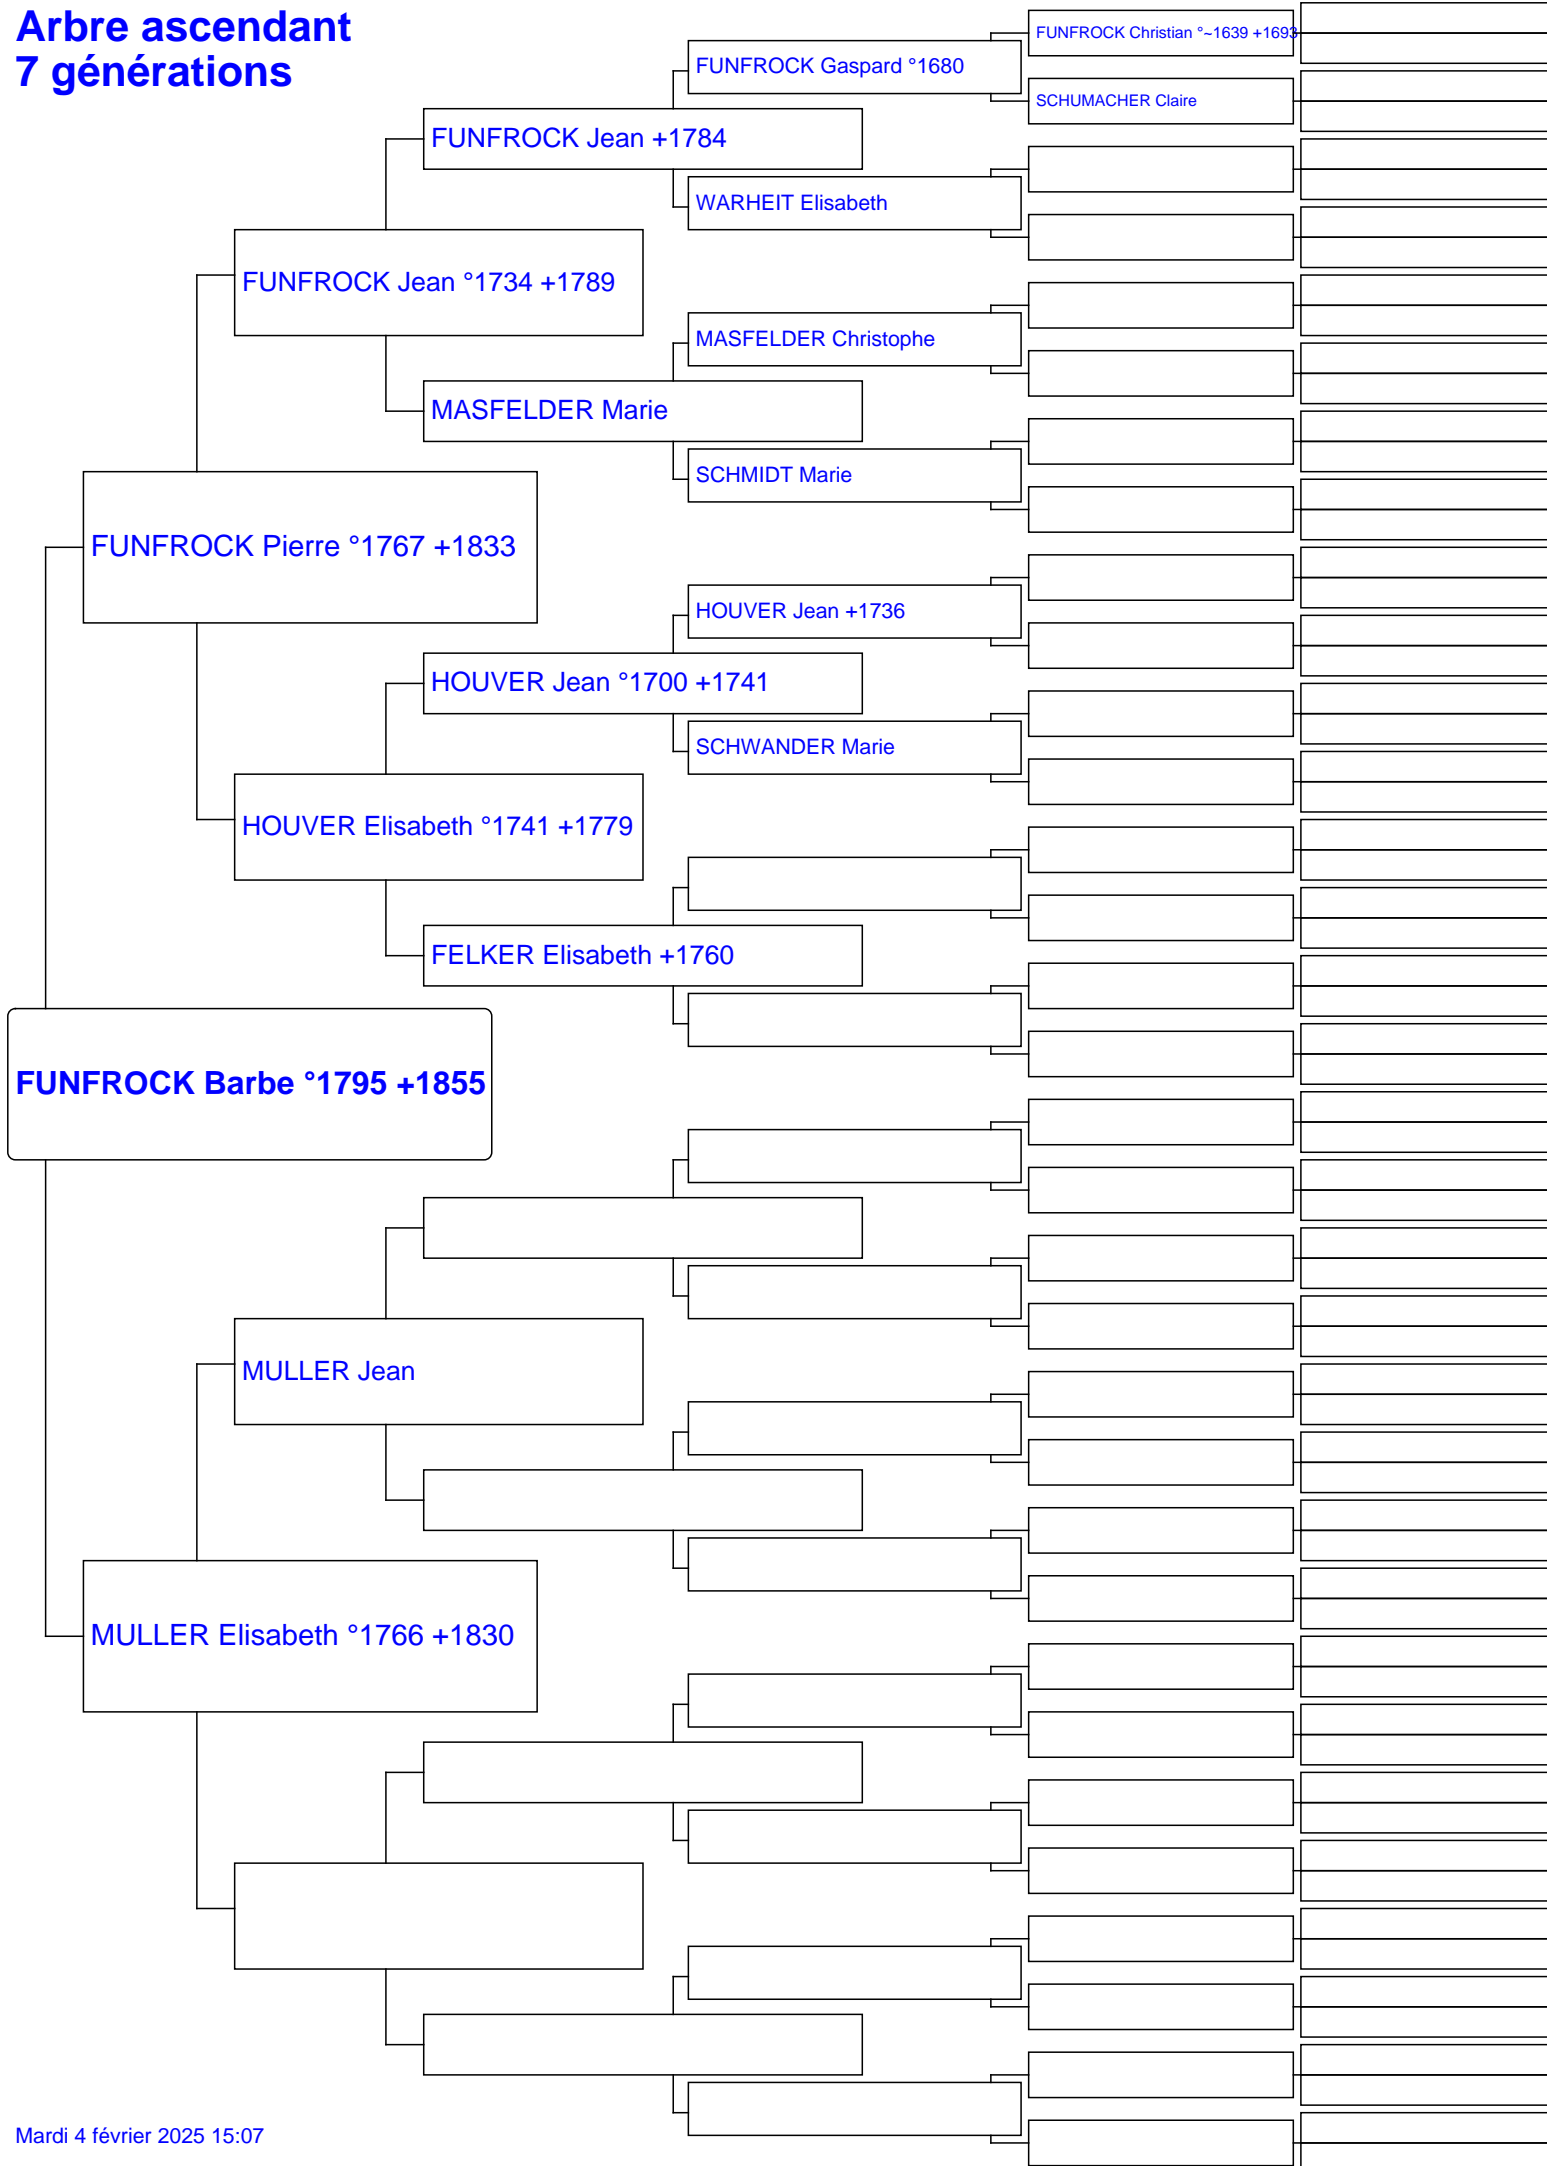 Arbre ascendant
7 générations
FUNFROCK Christian °~1639 +1693
FUNFROCK Gaspard °1680
SCHUMACHER Claire
FUNFROCK Jean +1784
WARHEIT Elisabeth
FUNFROCK Jean °1734 +1789
MASFELDER Christophe
MASFELDER Marie
SCHMIDT Marie
FUNFROCK Pierre °1767 +1833
HOUVER Jean +1736
HOUVER Jean °1700 +1741
SCHWANDER Marie
HOUVER Elisabeth °1741 +1779
FELKER Elisabeth +1760
FUNFROCK Barbe °1795 +1855
MULLER Jean
MULLER Elisabeth °1766 +1830
Mardi 4 février 2025 15:07